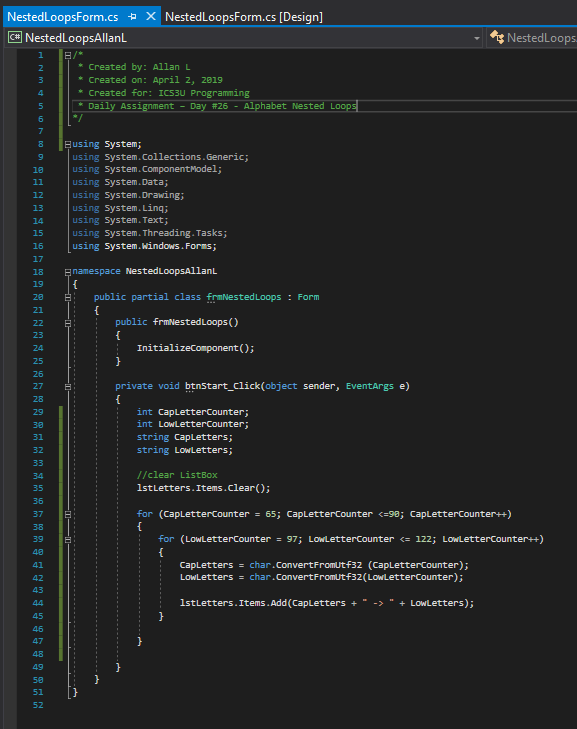 NestedLoopsForm.cs NestedLoopsForm.cs [Design]
C# NestedLoopsAllanL NestedLoops
1 /*
2 * Created by: Allan L
3 * Created on: April 2, 2019
4 * Created for: ICS3U Programming
5 * Daily Assignment – Day #26 - Alphabet Nested Loops
6 */
7
8 using System;
9 using System.Collections.Generic;
10 using System.ComponentModel;
11 using System.Data;
12 using System.Drawing;
13 using System.Linq;
14 using System.Text;
15 using System.Threading.Tasks;
16 using System.Windows.Forms;
17
18 namespace NestedLoopsAllanL
19 {
20 public partial class frmNestedLoops : Form
21 {
22 public frmNestedLoops()
23 {
24 InitializeComponent();
25 }
26
27 private void btnStart_Click(object sender, EventArgs e)
28 {
29 int CapLetterCounter;
30 int LowLetterCounter;
31 string CapLetters;
32 string LowLetters;
33
34 //clear ListBox
35 lstLetters.Items.Clear();
36
37 for (CapLetterCounter = 65; CapLetterCounter <=90; CapLetterCounter++)
38 {
39 for (LowLetterCounter = 97; LowLetterCounter <= 122; LowLetterCounter++)
40 {
41 CapLetters = char.ConvertFromUtf32 (CapLetterCounter);
42 LowLetters = char.ConvertFromUtf32(LowLetterCounter);
43
44 lstLetters.Items.Add(CapLetters + " -> " + LowLetters);
45 }
46
47 }
48
49 }
50 }
51 }
52